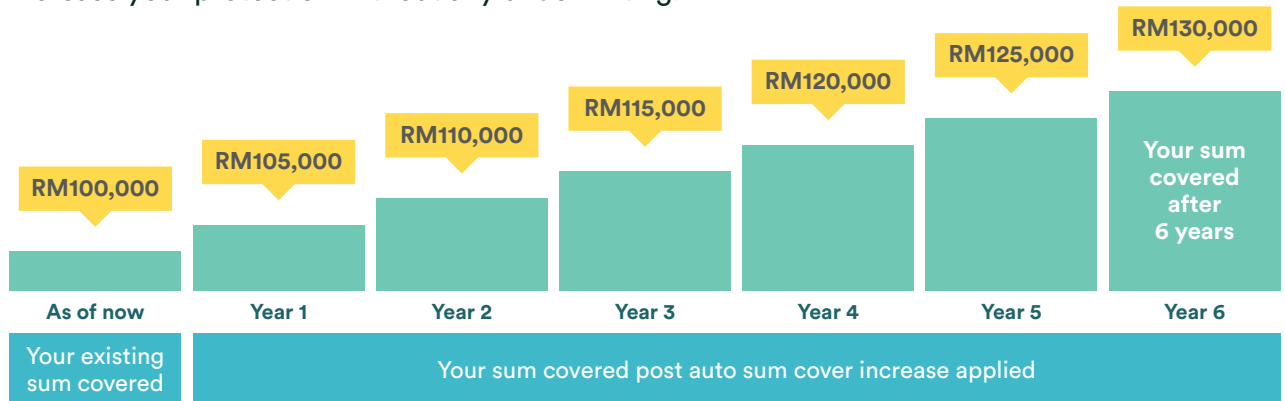 RM130,000
RM125,000
RM120,000
RM115,000
RM110,000
RM105,000
RM100,000
Your sum
covered
after
6 years
As of now
Year 1
Year 2
Year 3
Year 4
Year 5
Year 6
Your existing
sum covered
Your sum covered post auto sum cover increase applied